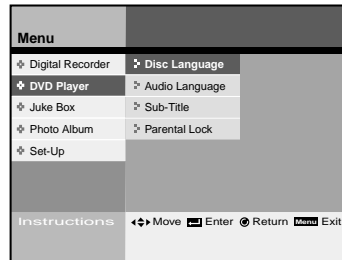 Menu
Digital Recorder
Disc Language
DVD Player
Audio Language
Juke Box
Sub-Title
Photo Album
Parental Lock
Set-Up
Instructions Move Enter Return Menu Exit